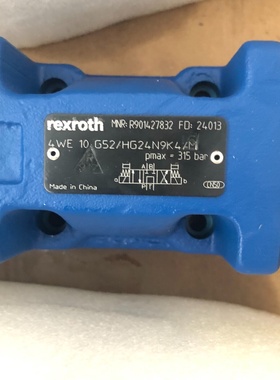 rexroth MNR: R901427832 FD: 24013
4WE 10 G52/HG24N9K4/M
pmax = 315 bar
A B
P T
Made in China